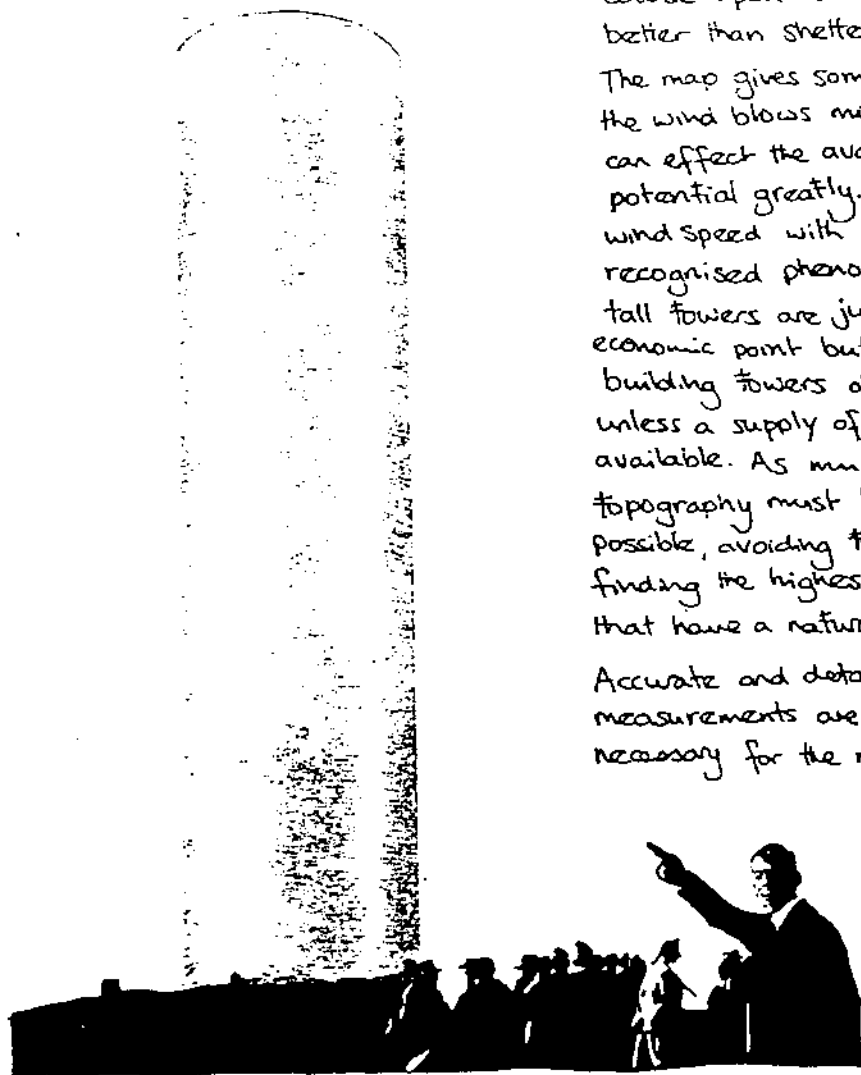 better than shelte
The map gives som
the wind blows
can effect the ava
potential greatly.
wind speed with
recognised pheno
tall towers are ju
economic point but
building towers o
unless a supply of
available. As mu
topography must
possible, avoiding t
finding the highes
that have a natur
Accurate and deta
measurements are
necessary for the